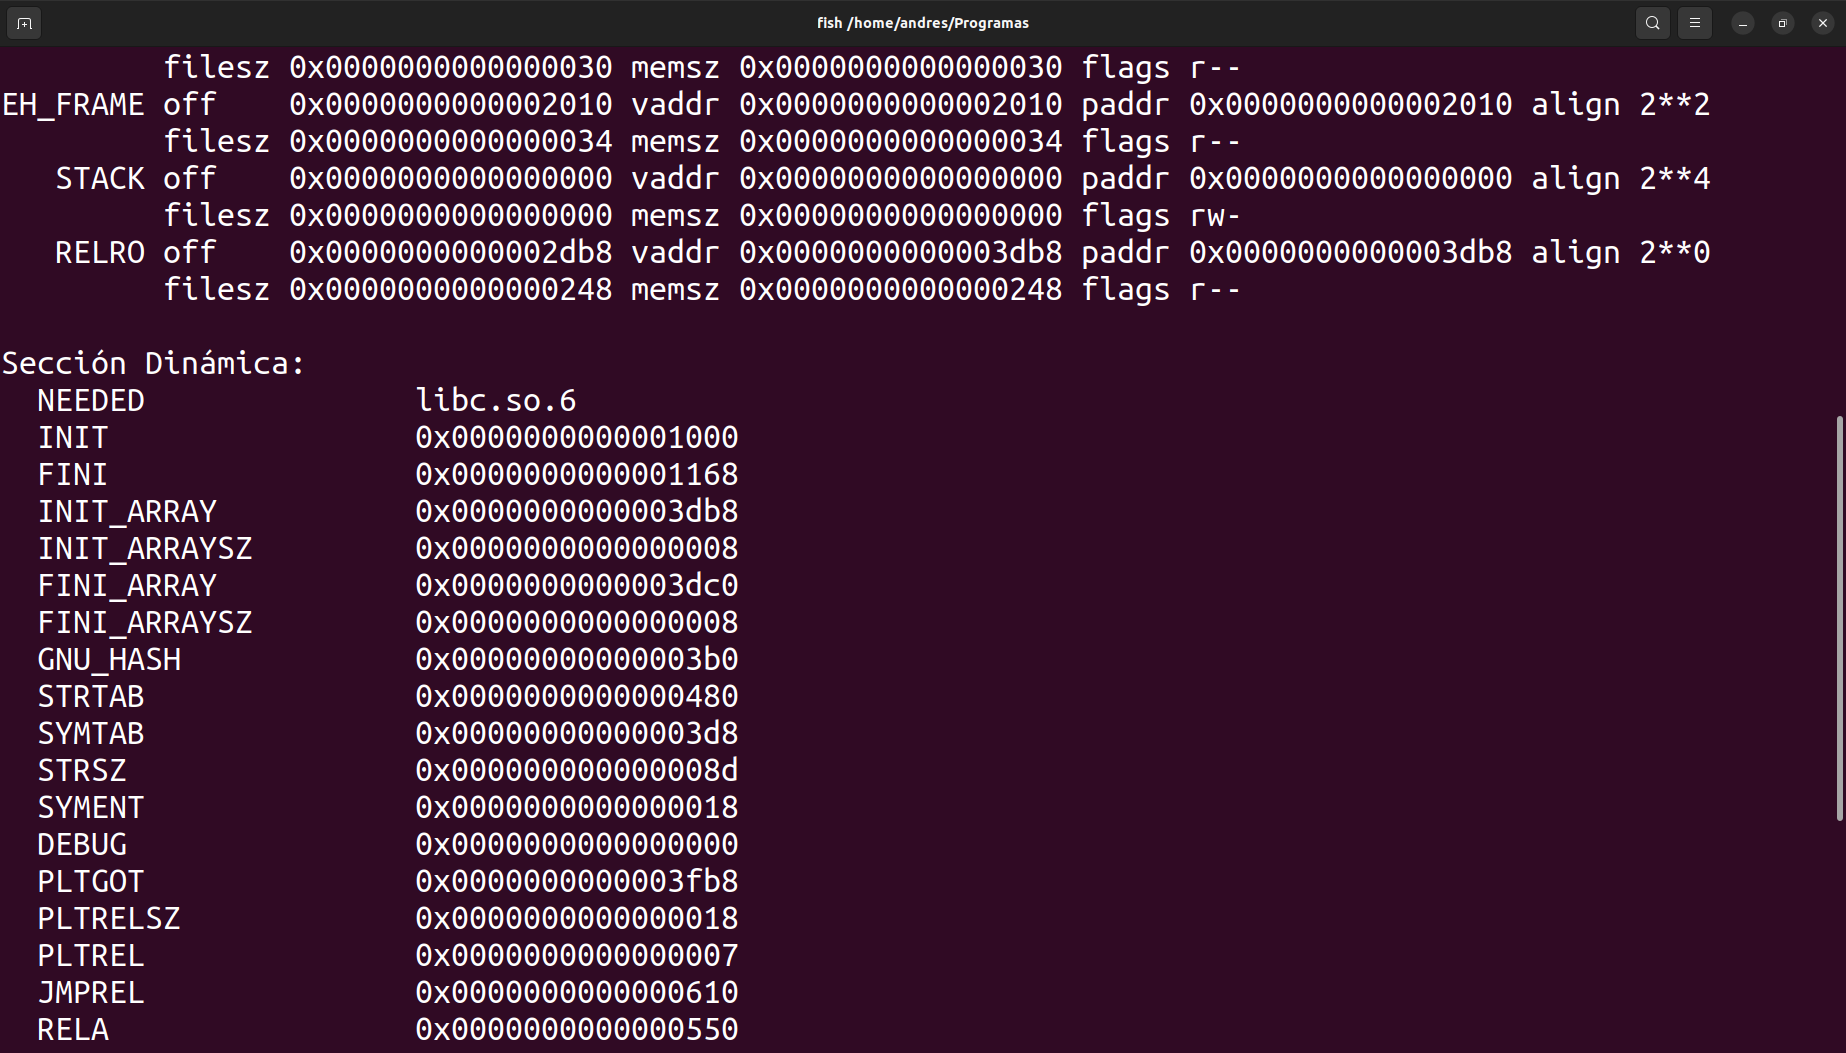 fish /home/andres/Programas
filesz 0x0000000000000030 memsz 0x0000000000000030 flags r--
EH_FRAME off 0x0000000000002010 vaddr 0x0000000000002010 paddr 0x0000000000002010 align 2**2
filesz 0x0000000000000034 memsz 0x0000000000000034 flags r--
STACK off 0x0000000000000000 vaddr 0x0000000000000000 paddr 0x0000000000000000 align 2**4
filesz 0x0000000000000000 memsz 0x0000000000000000 flags rw-
RELRO off 0x0000000000002db8 vaddr 0x0000000000003db8 paddr 0x0000000000003db8 align 2**0
filesz 0x0000000000000248 memsz 0x0000000000000248 flags r--
Sección Dinámica:
NEEDED libc.so.6
INIT 0x0000000000001000
FINI 0x0000000000001168
INIT_ARRAY 0x0000000000003db8
INIT_ARRAYSZ 0x0000000000000008
FINI_ARRAY 0x0000000000003dc0
FINI_ARRAYSZ 0x0000000000000008
GNU_HASH 0x00000000000003b0
STRTAB 0x0000000000000480
SYMTAB 0x00000000000003d8
STRSZ 0x000000000000008d
SYMENT 0x0000000000000018
DEBUG 0x0000000000000000
PLTGOT 0x0000000000003fb8
PLTRELSZ 0x0000000000000018
PLTREL 0x0000000000000007
JMPREL 0x0000000000000610
RELA 0x0000000000000550